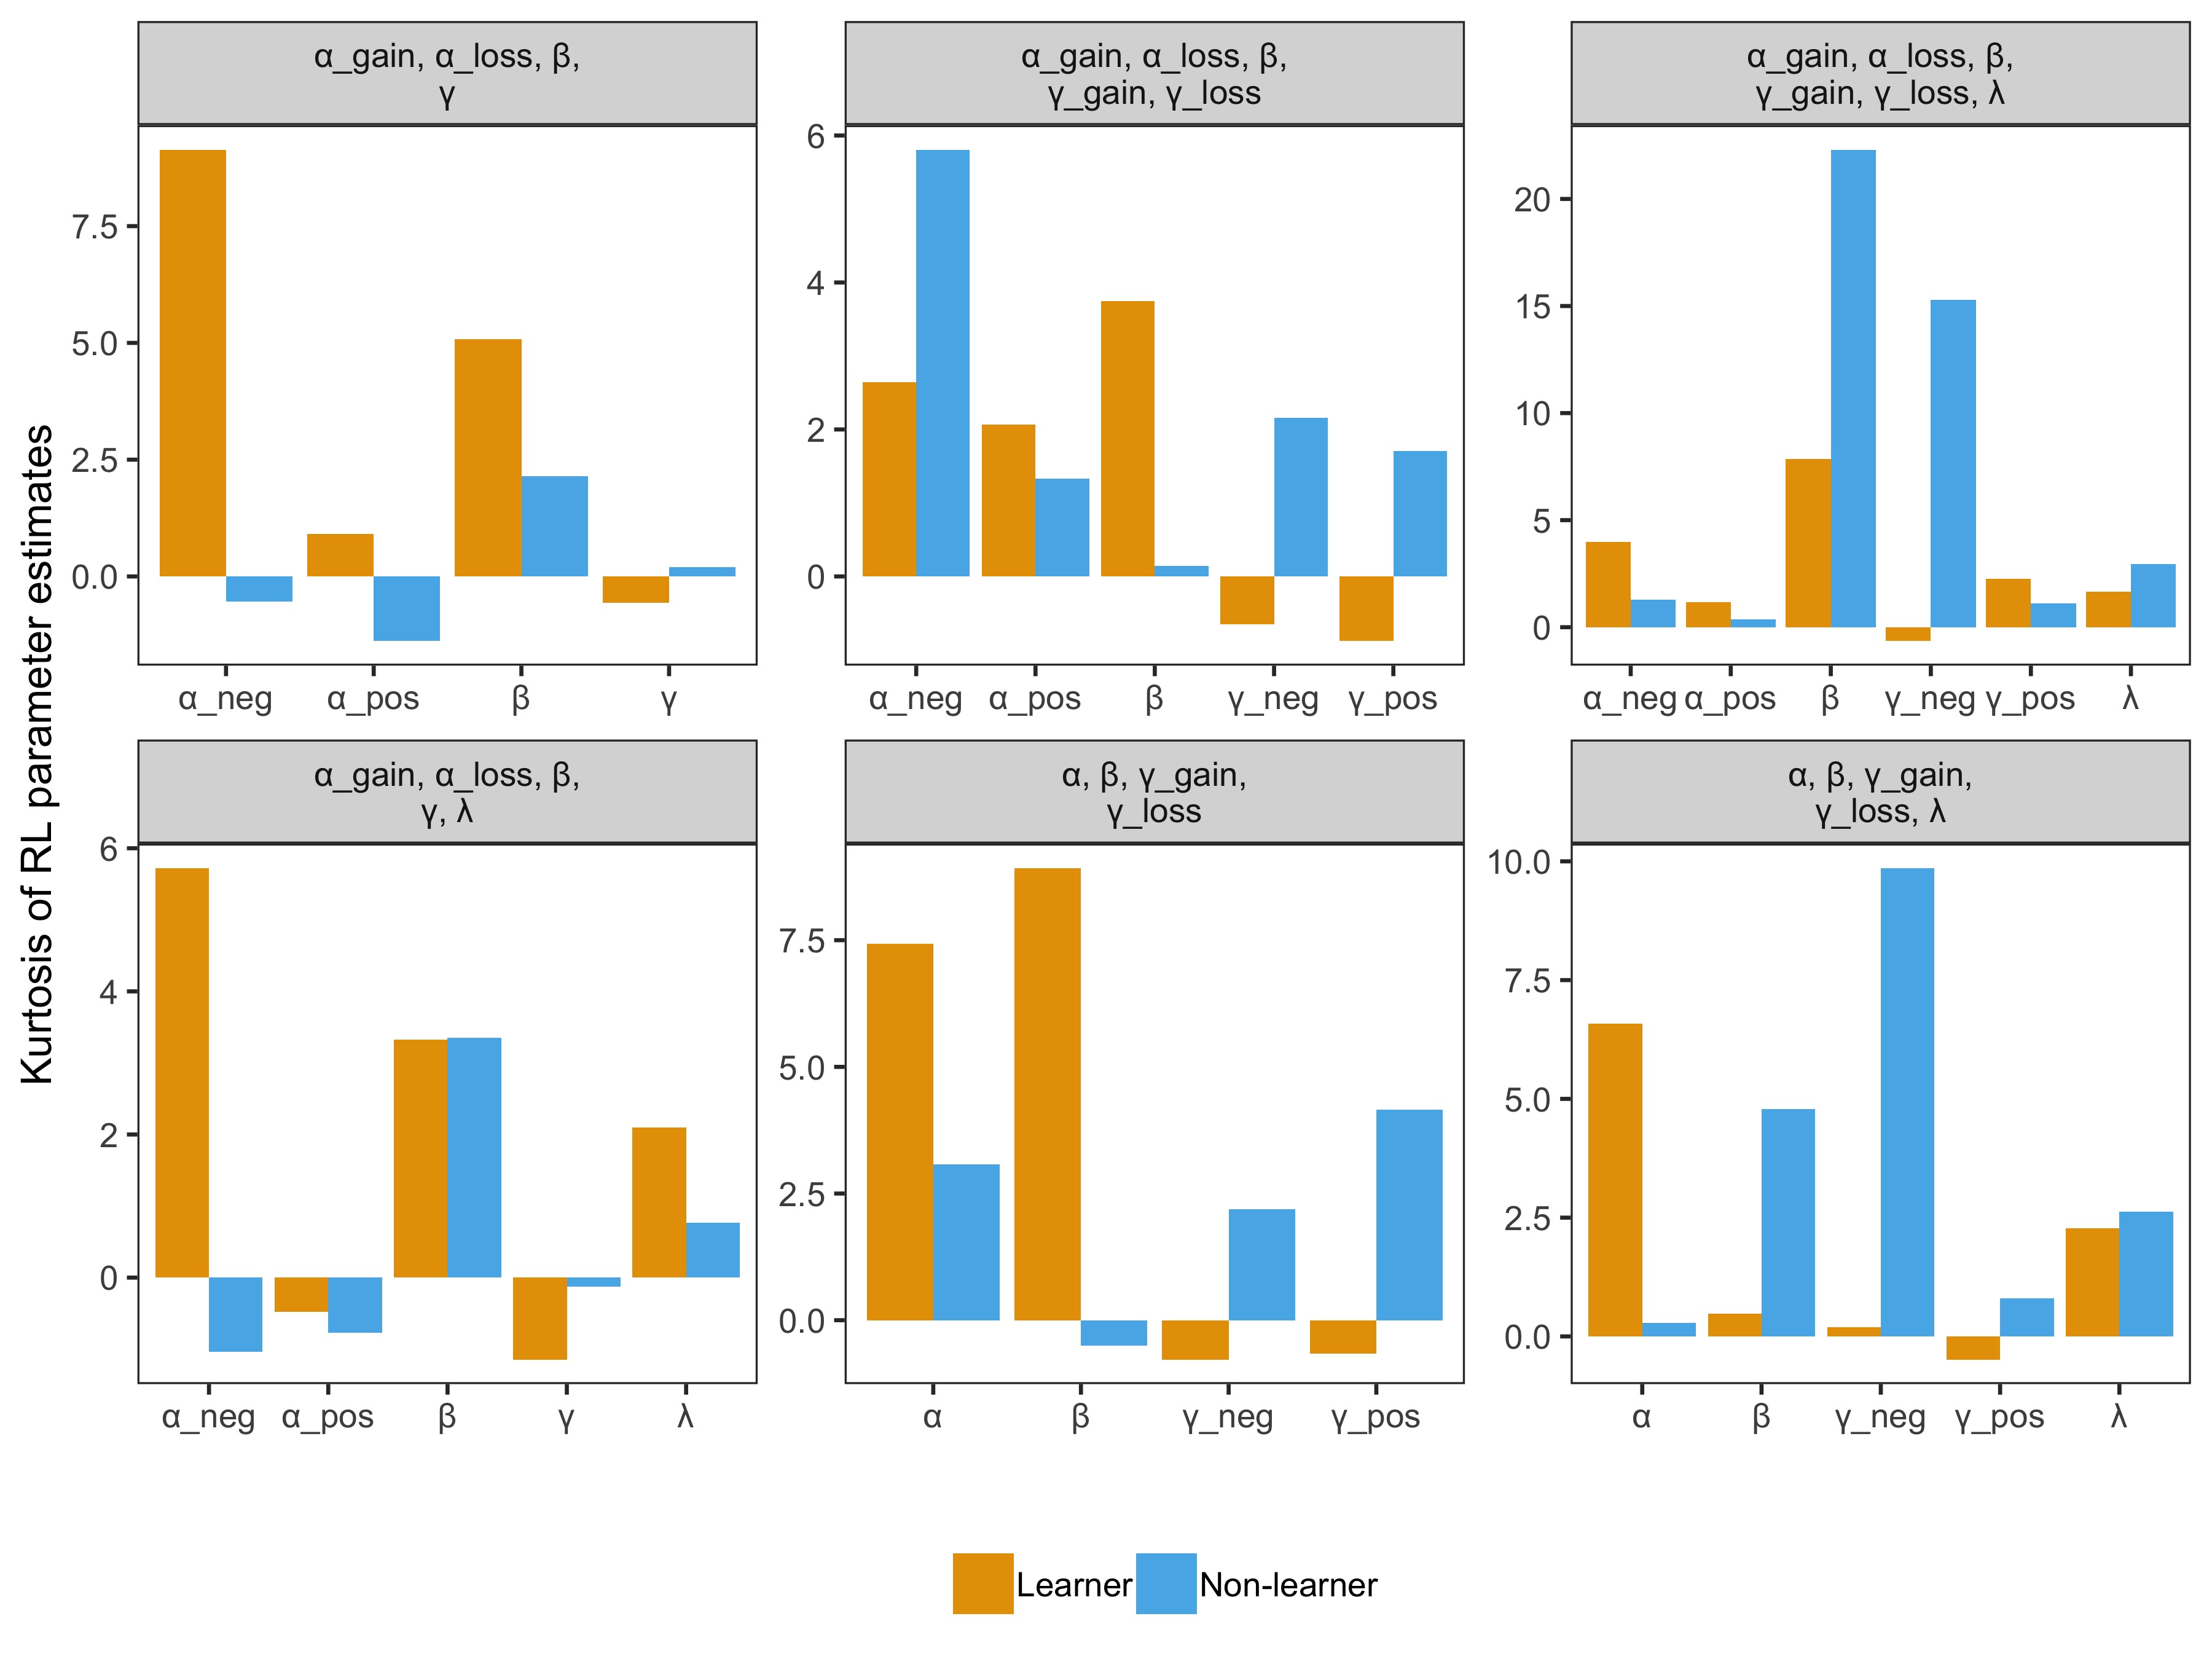 Kurtosis of RL parameter estimates
α_gain, α_loss, β,
γ
7.5
5.0
2.5
0.0
α_neg α_pos β γ
α_gain, α_loss, β,
γ_gain, γ_loss
6
4
2
0
α_neg α_pos β γ_neg γ_pos
α_gain, α_loss, β,
γ_gain, γ_loss, λ
20
15
10
5
0
α_neg α_pos β γ_neg γ_pos λ
α_gain, α_loss, β,
γ, λ
6
4
2
0
α_neg α_pos β γ λ
α, β, γ_gain,
γ_loss
7.5
5.0
2.5
0.0
α β γ_neg γ_pos
α, β, γ_gain,
γ_loss, λ
10.0
7.5
5.0
2.5
0.0
α β γ_neg γ_pos λ
Learner Non-learner